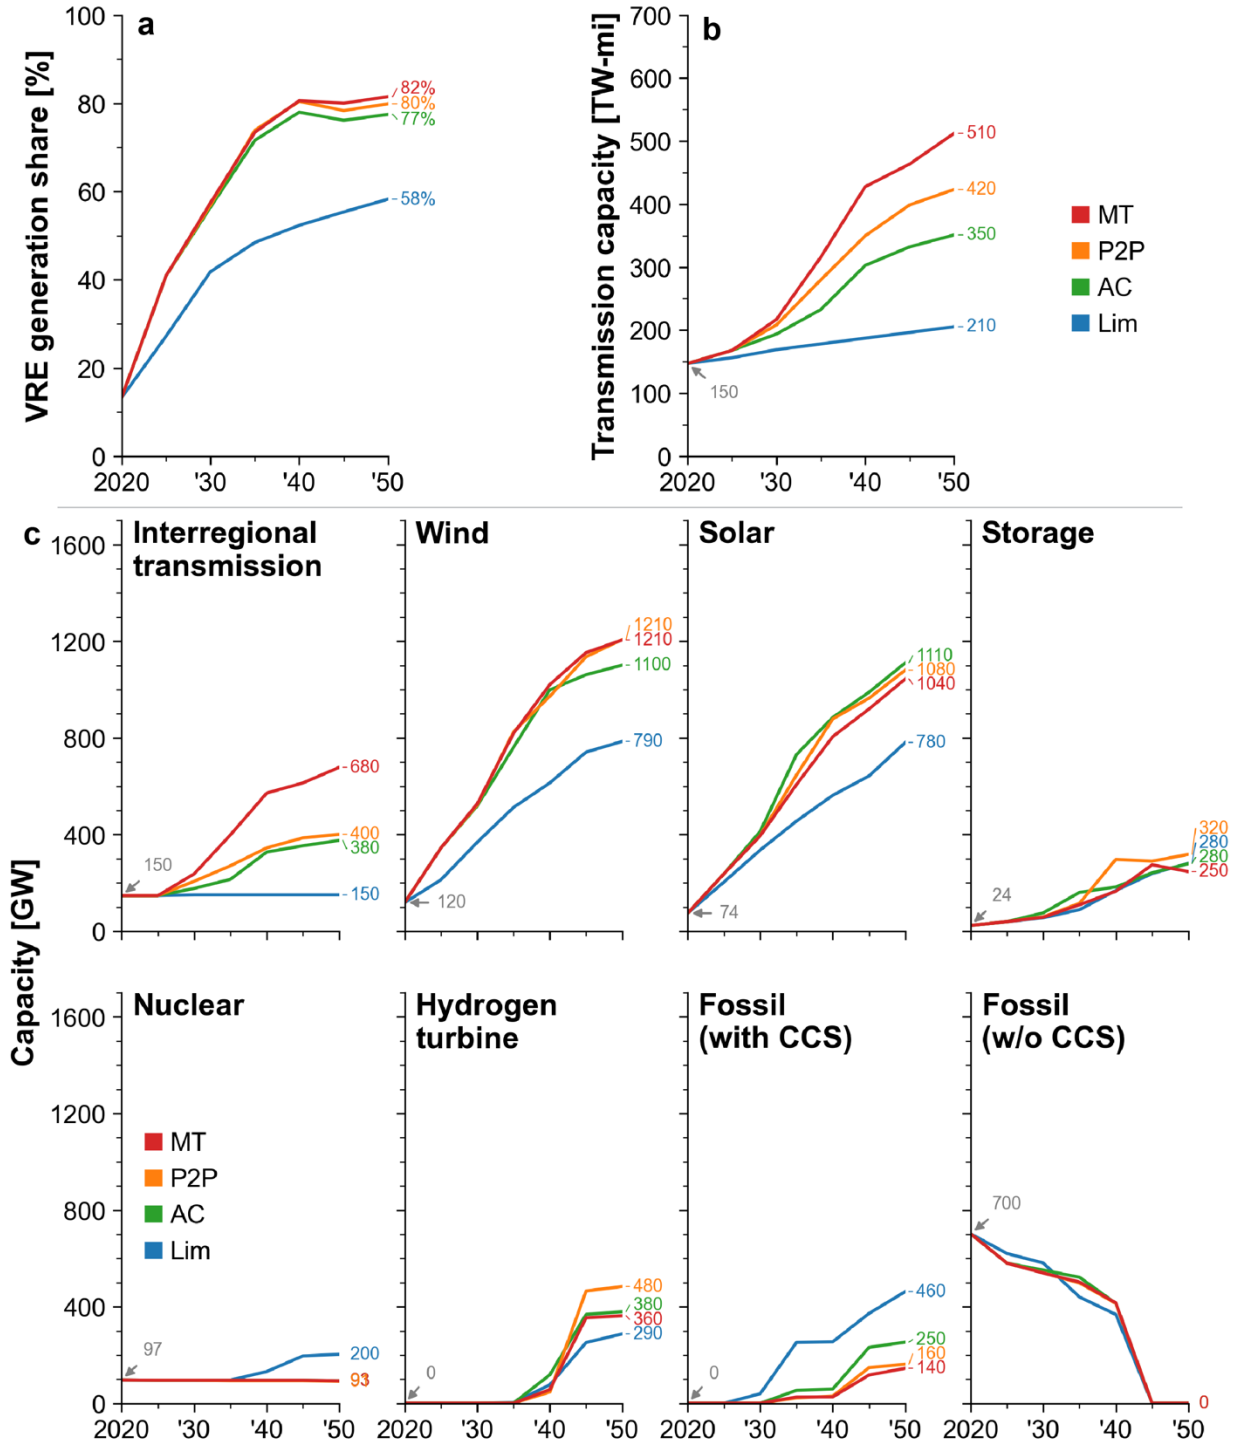 a
VRE generation share [%]
100
80
60
40
20
0
2020 '30 '40 '50
82%
80%
77%
58%
b
Transmission capacity [TW-mi]
700
600
500
400
300
200
100
0
2020 '30 '40 '50
510
420
350
210
150
MT
P2P
AC
Lim
c
Capacity [GW]
Interregional
transmission
1600
1200
800
400
0
680
400
380
150
150
Wind
1210
1210
1100
790
120
Solar
1110
1080
1040
780
74
Storage
320
280
280
250
24
Nuclear
1600
1200
800
400
0
MT
P2P
AC
Lim
97
200
2020 '30 '40 '50
Hydrogen
turbine
480
380
360
290
0
2020 '30 '40 '50
Fossil
(with CCS)
460
250
160
140
0
2020 '30 '40 '50
Fossil
(w/o CCS)
700
0
2020 '30 '40 '50